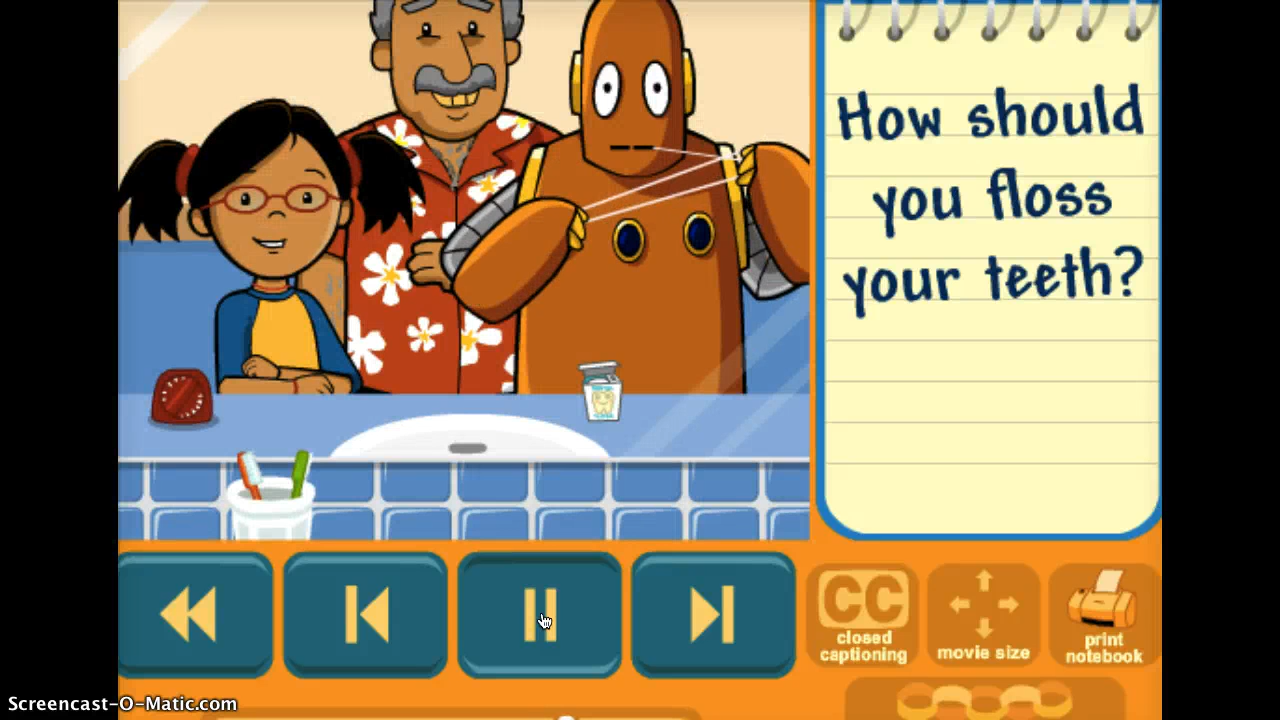 How should
you floss
your teeth?
CC
closed
captioning
movie size
print
notebook
Screencast-O-Matic.com